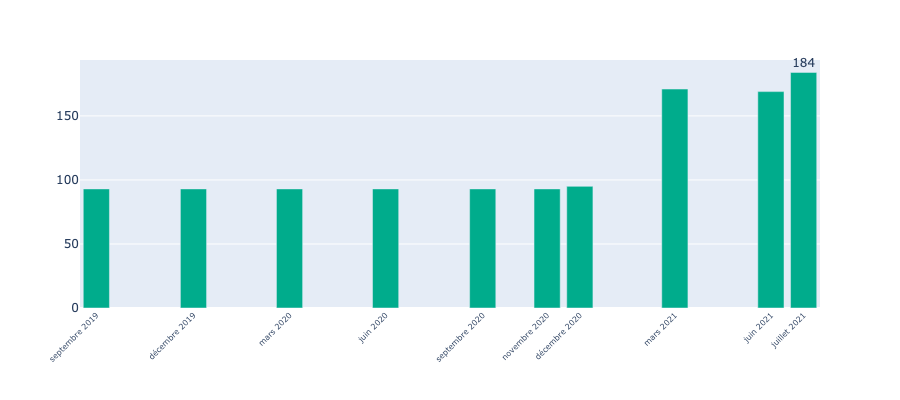 184
150
100
50
0
septembre 2019
décembre 2019
mars 2020
juin 2020
septembre 2020
novembre 2020
décembre 2020
mars 2021
juin 2021
juillet 2021